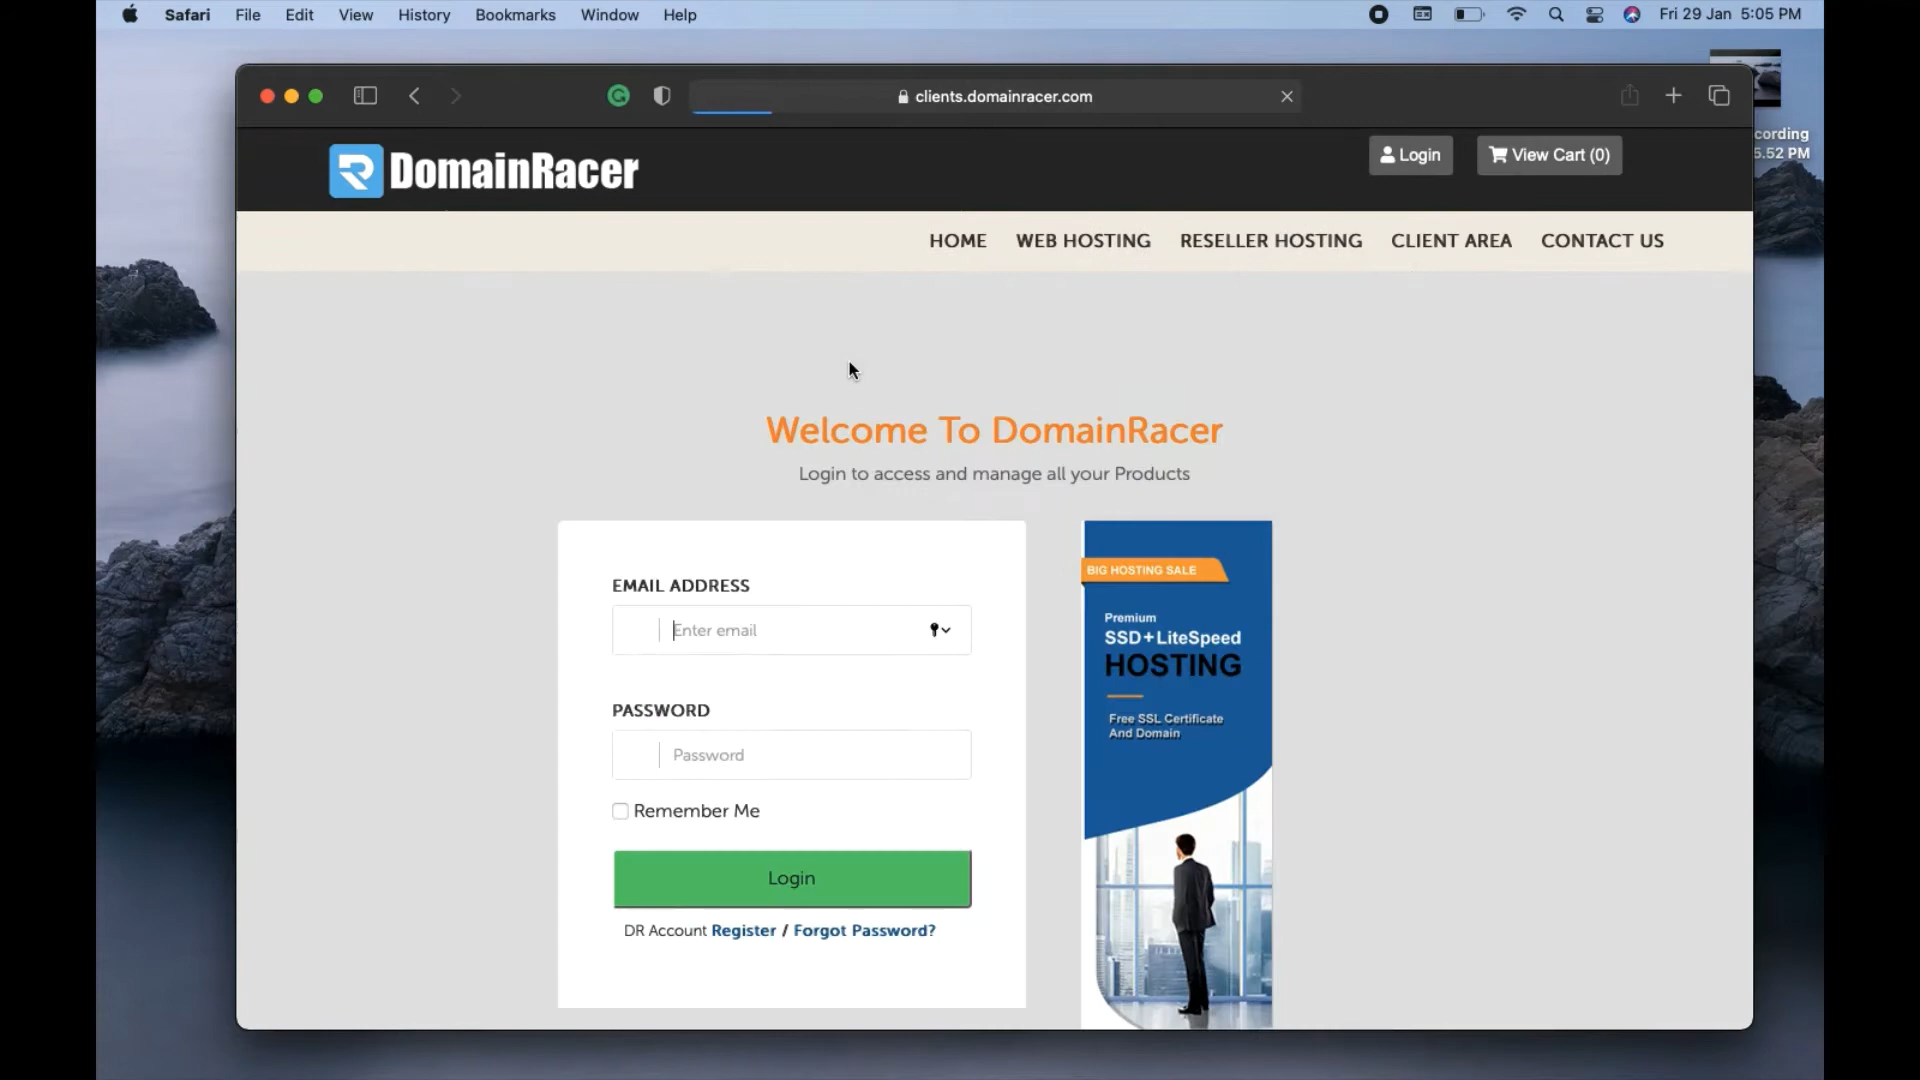 Safari File Edit View History Bookmarks Window Help Fri 29 Jan 5:05 PM
clients.domainracer.com
cording
5.52 PM
DomainRacer
Login
View Cart (0)
HOME WEB HOSTING RESELLER HOSTING CLIENT AREA CONTACT US
Welcome To DomainRacer
Login to access and manage all your Products
EMAIL ADDRESS
Enter email
PASSWORD
Password
Remember Me
Login
DR Account Register / Forgot Password?
BIG HOSTING SALE
Premium
SSD+LiteSpeed
HOSTING
Free SSL Certificate
And Domain